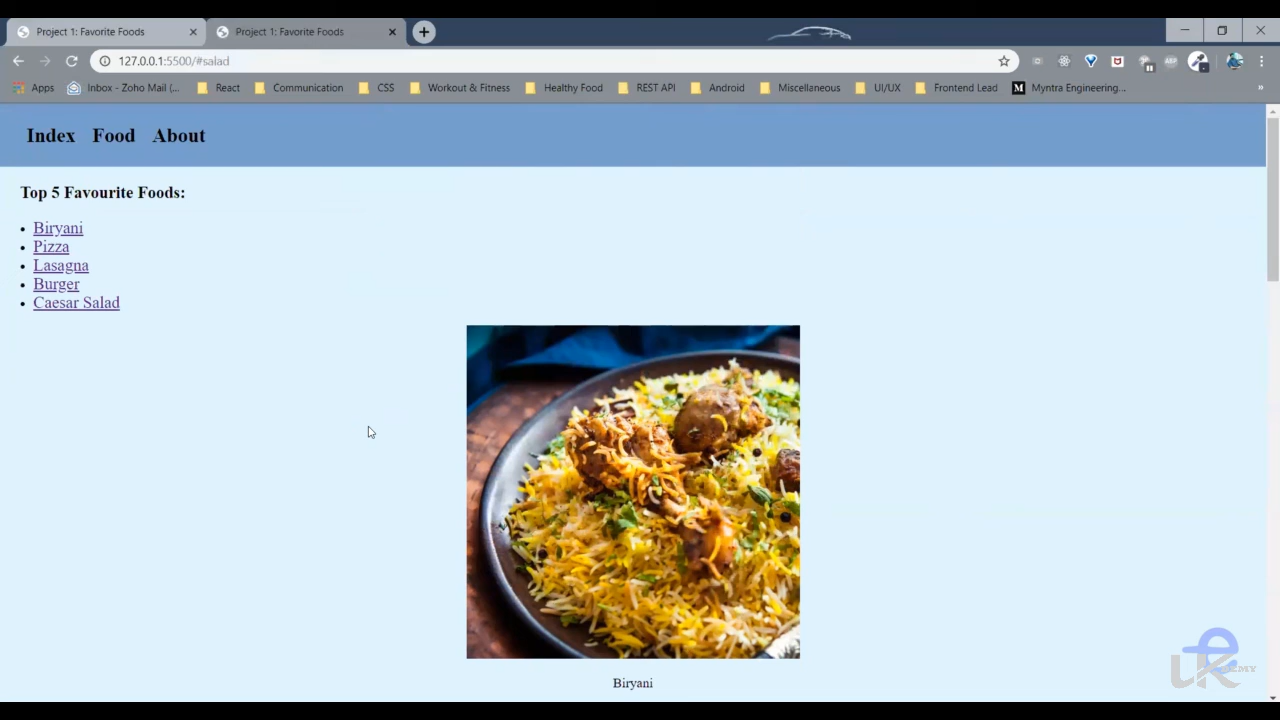 Project 1: Favorite Foods
Project 1: Favorite Foods
127.0.0.1:5500/#salad
Apps
Inbox - Zoho Mail (...
React
Communication
CSS
Workout & Fitness
Healthy Food
REST API
Android
Miscellaneous
UI/UX
Frontend Lead
M Myntra Engineering...
»
Index Food About
Top 5 Favourite Foods:
• Biryani
• Pizza
• Lasagna
• Burger
• Caesar Salad
Biryani